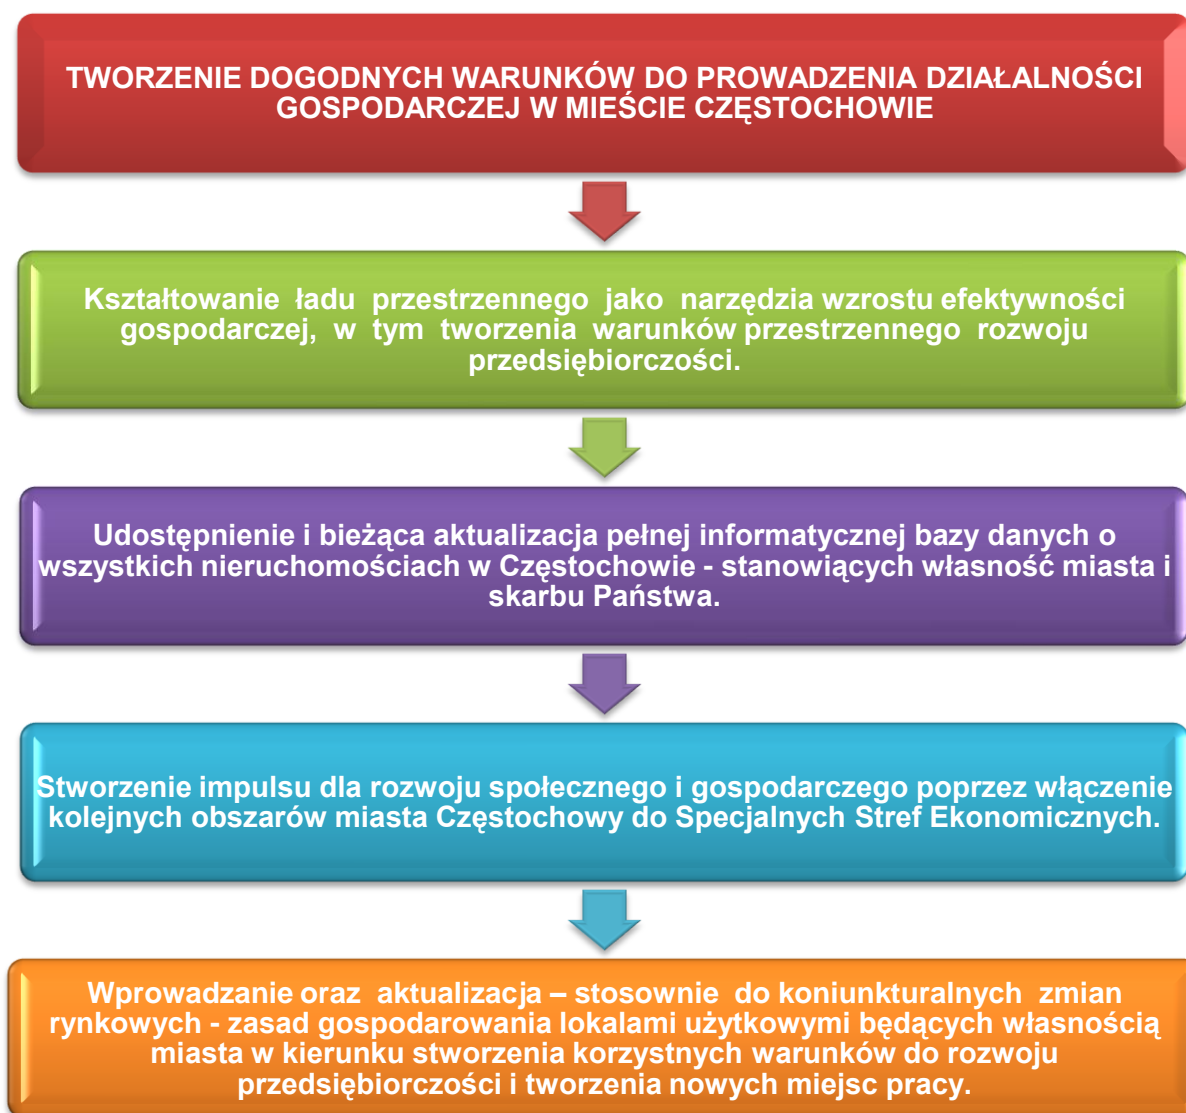 TWORZENIE DOGODNYCH WARUNKÓW DO PROWADZENIA DZIAŁALNOŚCI
GOSPODARCZEJ W MIEŚCIE CZĘSTOCHOWIE
Kształtowanie ładu przestrzennego jako narzędzia wzrostu efektywności
gospodarczej, w tym tworzenia warunków przestrzennego rozwoju
przedsiębiorczości.
Udostępnienie i bieżąca aktualizacja pełnej informatycznej bazy danych o
wszystkich nieruchomościach w Częstochowie - stanowiących własność miasta i
skarbu Państwa.
Stworzenie impulsu dla rozwoju społecznego i gospodarczego poprzez włączenie
kolejnych obszarów miasta Częstochowy do Specjalnych Stref Ekonomicznych.
Wprowadzanie oraz aktualizacja – stosownie do koniunkturalnych zmian
rynkowych - zasad gospodarowania lokalami użytkowymi będących własnością
miasta w kierunku stworzenia korzystnych warunków do rozwoju
przedsiębiorczości i tworzenia nowych miejsc pracy.